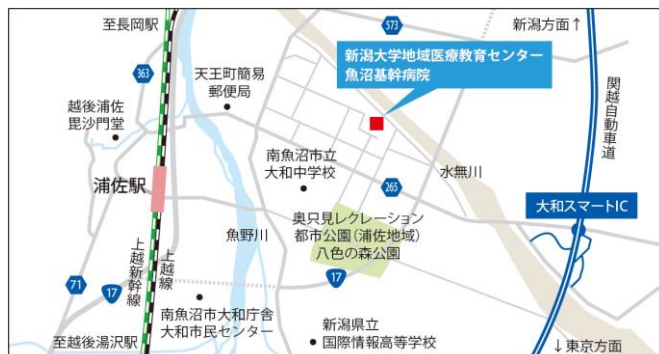 至長岡駅
573
新潟方面↑
新潟大学地域医療教育センター
魚沼基幹病院
363
天王町簡易
郵便局
関越自動車道
越後浦佐
毘沙門堂
南魚沼市立
大和中学校
水無川
浦佐駅
265
大和スマートIC
奥只見レクレーション
都市公園(浦佐地域)
八色の森公園
魚野川
上越新幹線
上越線
17
71
17
南魚沼市大和庁舎
大和市民センター
新潟県立
国際情報高等学校
至越後湯沢駅
↓東京方面